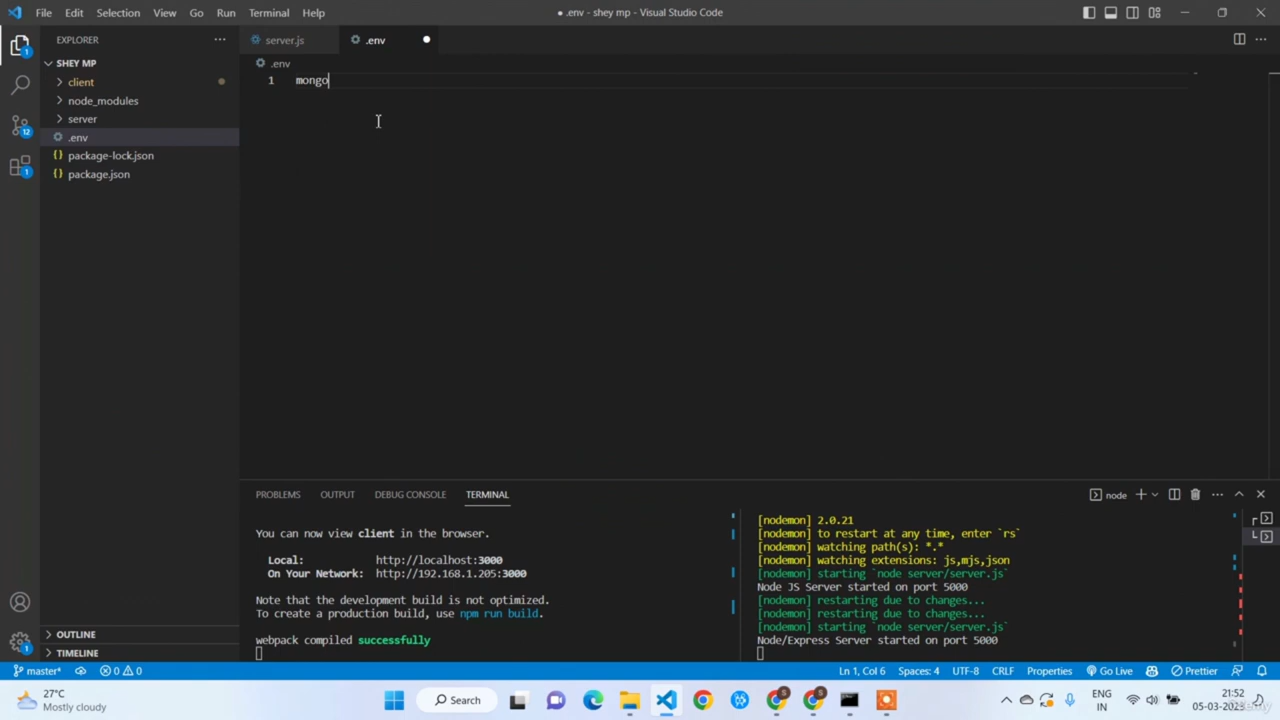 File Edit Selection View Go Run Terminal Help
● .env - shey mp - Visual Studio Code
EXPLORER
server.js
.env
SHEY MP
.env
client
1 mongo
node_modules
server
.env
package-lock.json
package.json
PROBLEMS OUTPUT DEBUG CONSOLE TERMINAL
node
You can now view client in the browser.
Local: http://localhost:3000
On Your Network: http://192.168.1.205:3000
Note that the development build is not optimized.
To create a production build, use npm run build.
webpack compiled successfully
[nodemon] 2.0.21
[nodemon] to restart at any time, enter `rs`
[nodemon] watching path(s): *.*
[nodemon] watching extensions: js,mjs,json
[nodemon] starting `node server/server.js`
Node JS Server started on port 5000
[nodemon] restarting due to changes...
[nodemon] restarting due to changes...
[nodemon] starting `node server/server.js`
Node/Express Server started on port 5000
OUTLINE
TIMELINE
master* 0 0
Ln 1, Col 6 Spaces: 4 UTF-8 CRLF Properties Go Live Prettier
27°C
Mostly cloudy
Search
ENG
IN
21:52
05-03-2023